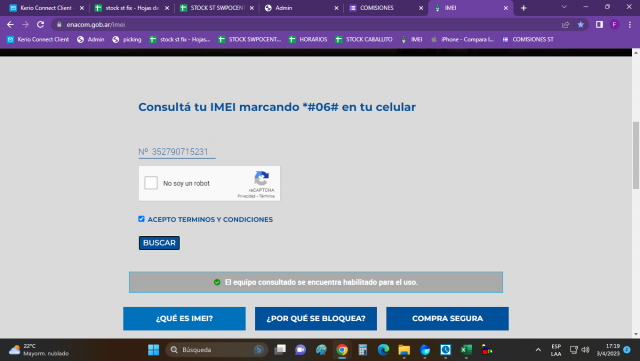 Kerio Connect Client
stock st fix - Hojas de
STOCK ST SWPOCENT
Admin
COMISIONES
IMEI
enacom.gob.ar/imei
F
Kerio Connect Client
Admin
picking
stock st fix - Hojas...
STOCK SWPOCENT...
HORARIOS
STOCK CABALLITO
IMEI
iPhone - Compara l...
COMISIONES ST
Consultá tu IMEI marcando *#06# en tu celular
Nº 352790715231
No soy un robot
reCAPTCHA
Privacidad - Términos
ACEPTO TERMINOS Y CONDICIONES
BUSCAR
El equipo consultado se encuentra habilitado para el uso.
¿QUÉ ES IMEI?
¿POR QUÉ SE BLOQUEA?
COMPRA SEGURA
22°C
Mayorm. nublado
Búsqueda
ESP
LAA
17:19
3/4/2023